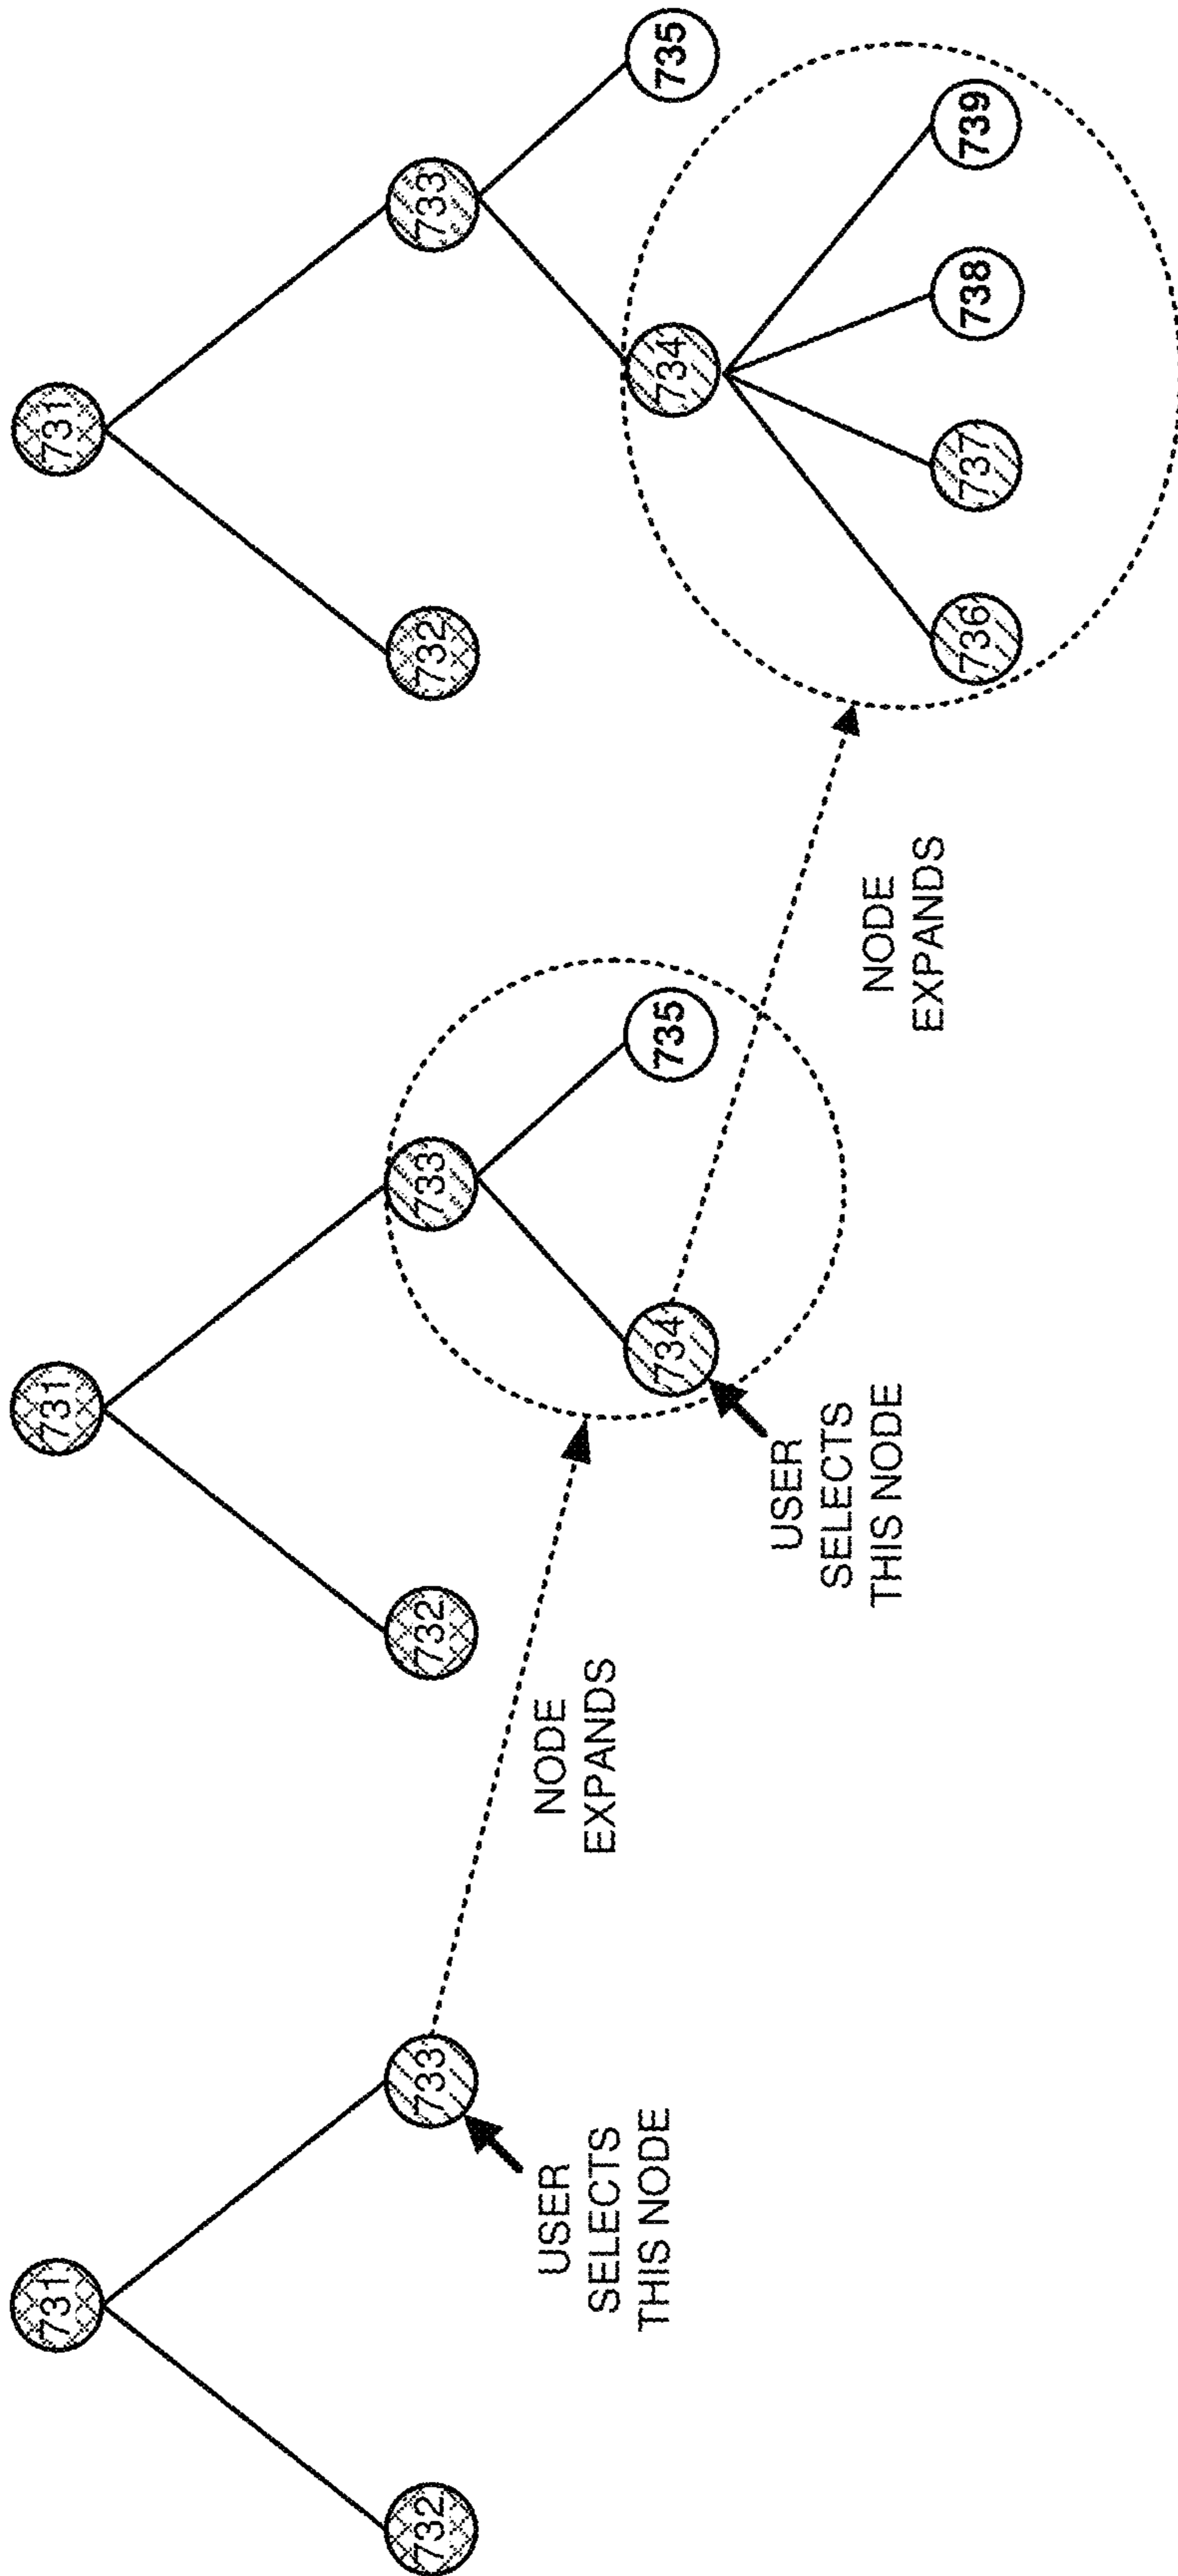 731
732
733
USER
SELECTS
THIS NODE
NODE
EXPANDS
731
732
733
734
735
USER
SELECTS
THIS NODE
NODE
EXPANDS
731
732
733
734
735
736
737
738
739